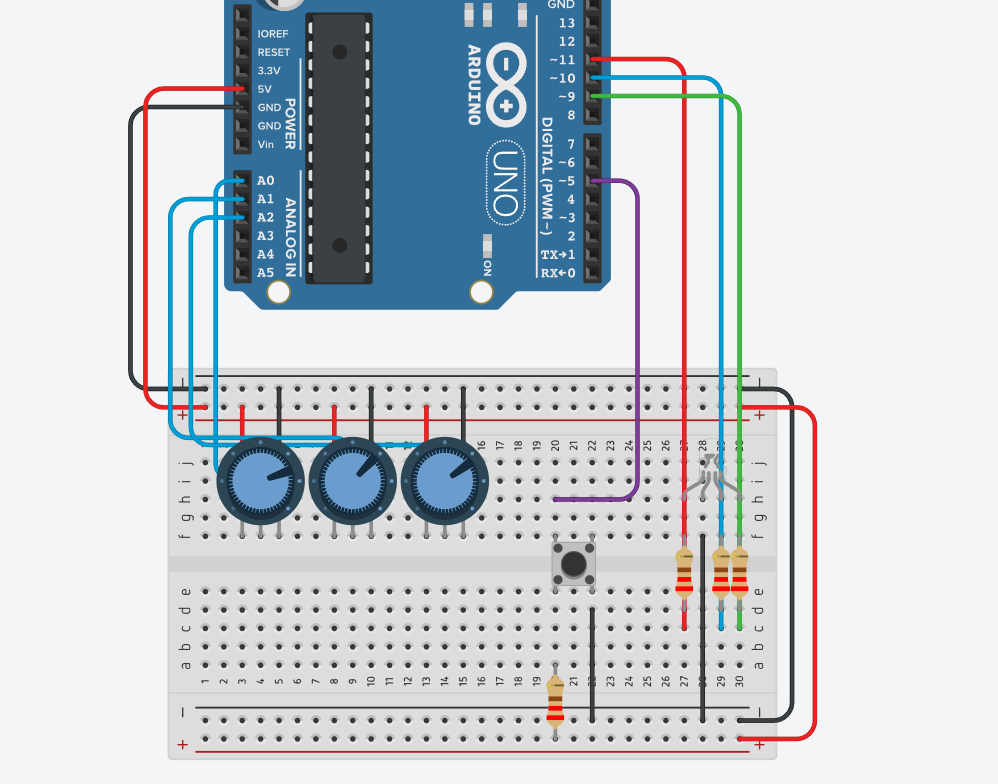 GND
13
12
~11
~10
~9
8
7
~6
~5
4
~3
2
TX→1
RX←0
IOREF
RESET
3.3V
5V
GND
GND
Vin
POWER
A0
A1
A2
A3
A4
A5
ANALOG IN
ARDUINO
UNO
DIGITAL (PWM~)
ON
− −
+ +
16 17 18 19 20 21 22 23 24 25 26 27 28 29 30
j j
i i
h h
g g
f f
e e
d d
c c
b b
a a
1 2 3 4 5 6 7 8 9 10 11 12 13 14 15 16 17 18 19 20 21 22 23 24 25 26 27 28 29 30
− −
+ +